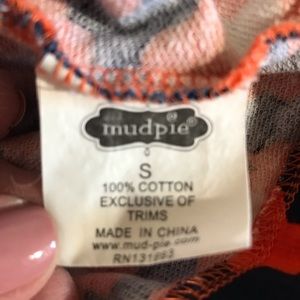 mudpie®
S
100% COTTON
EXCLUSIVE OF
TRIMS
MADE IN CHINA
www.mud-pie.com